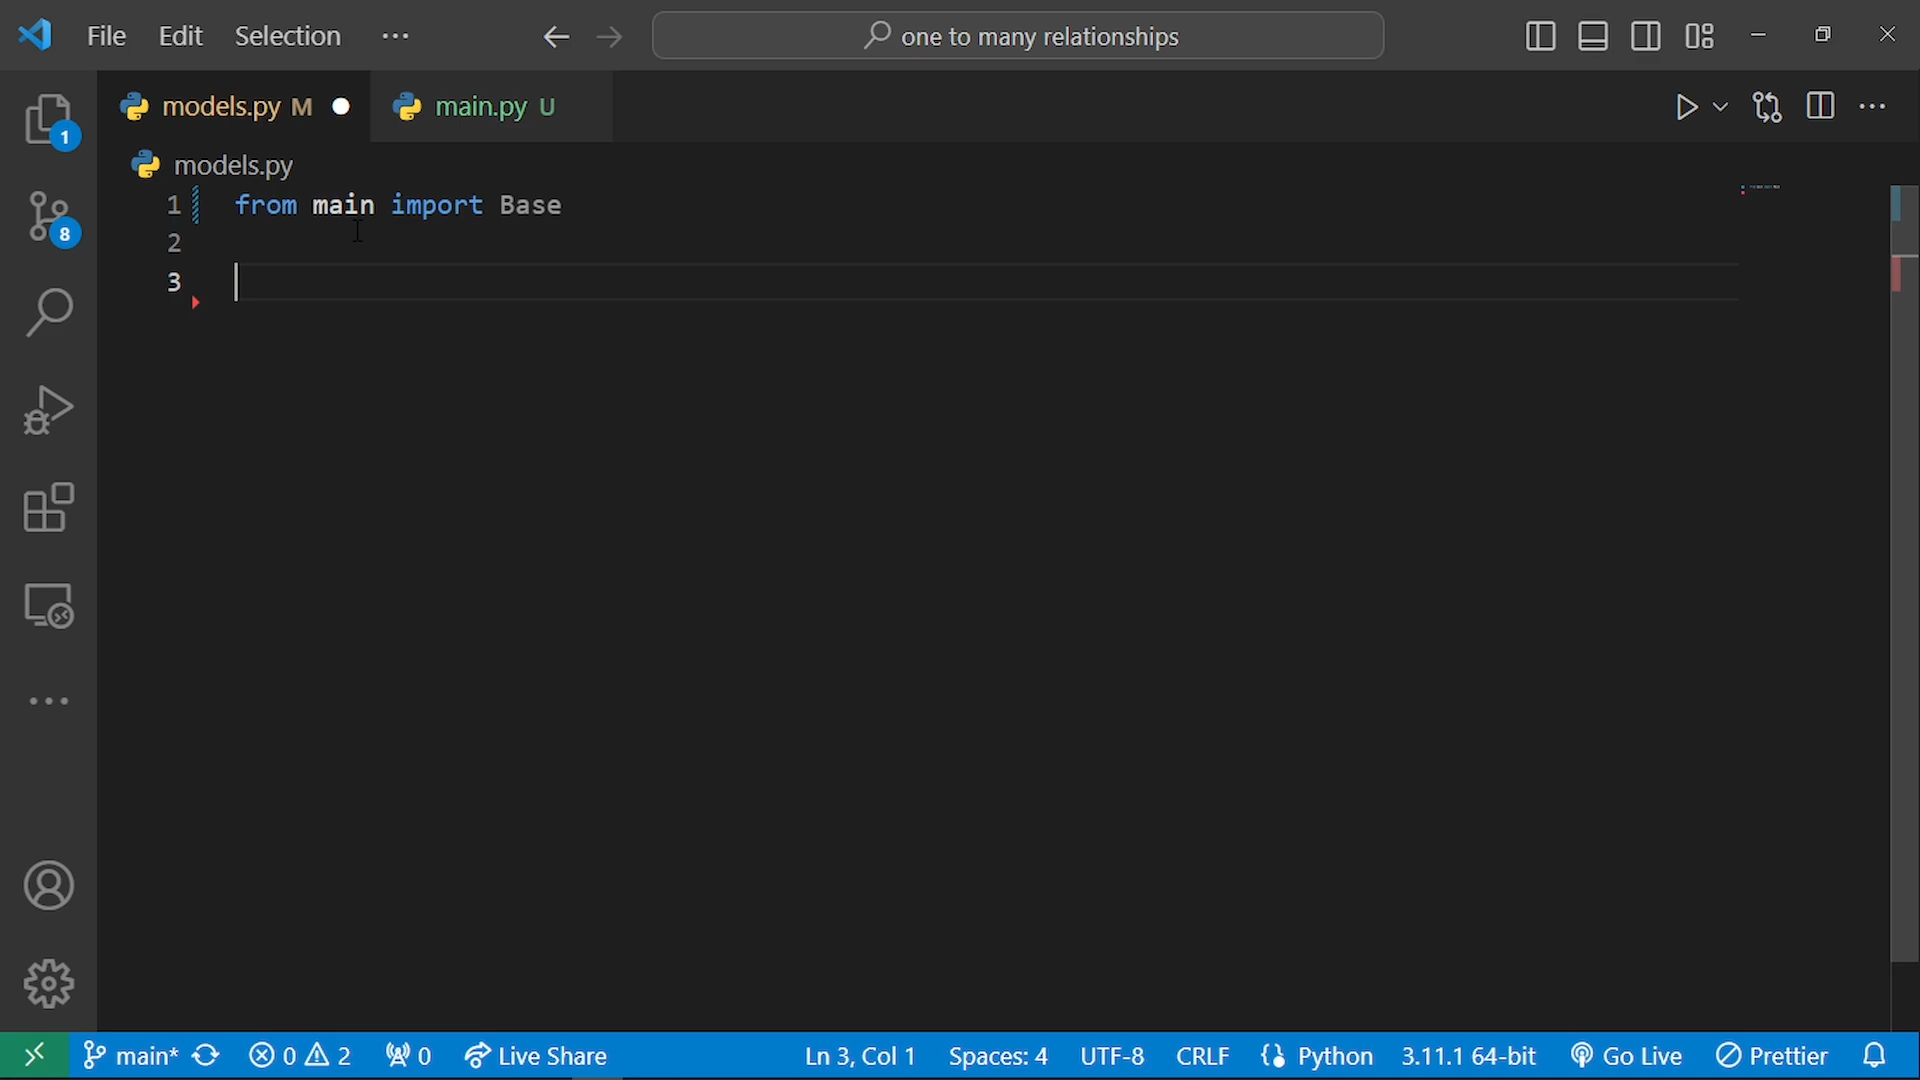 File Edit Selection ···
one to many relationships
models.py M
main.py U
models.py
1 from main import Base
2
3
1
8
main* 0 2 0 Live Share Ln 3, Col 1 Spaces: 4 UTF-8 CRLF Python 3.11.1 64-bit Go Live Prettier